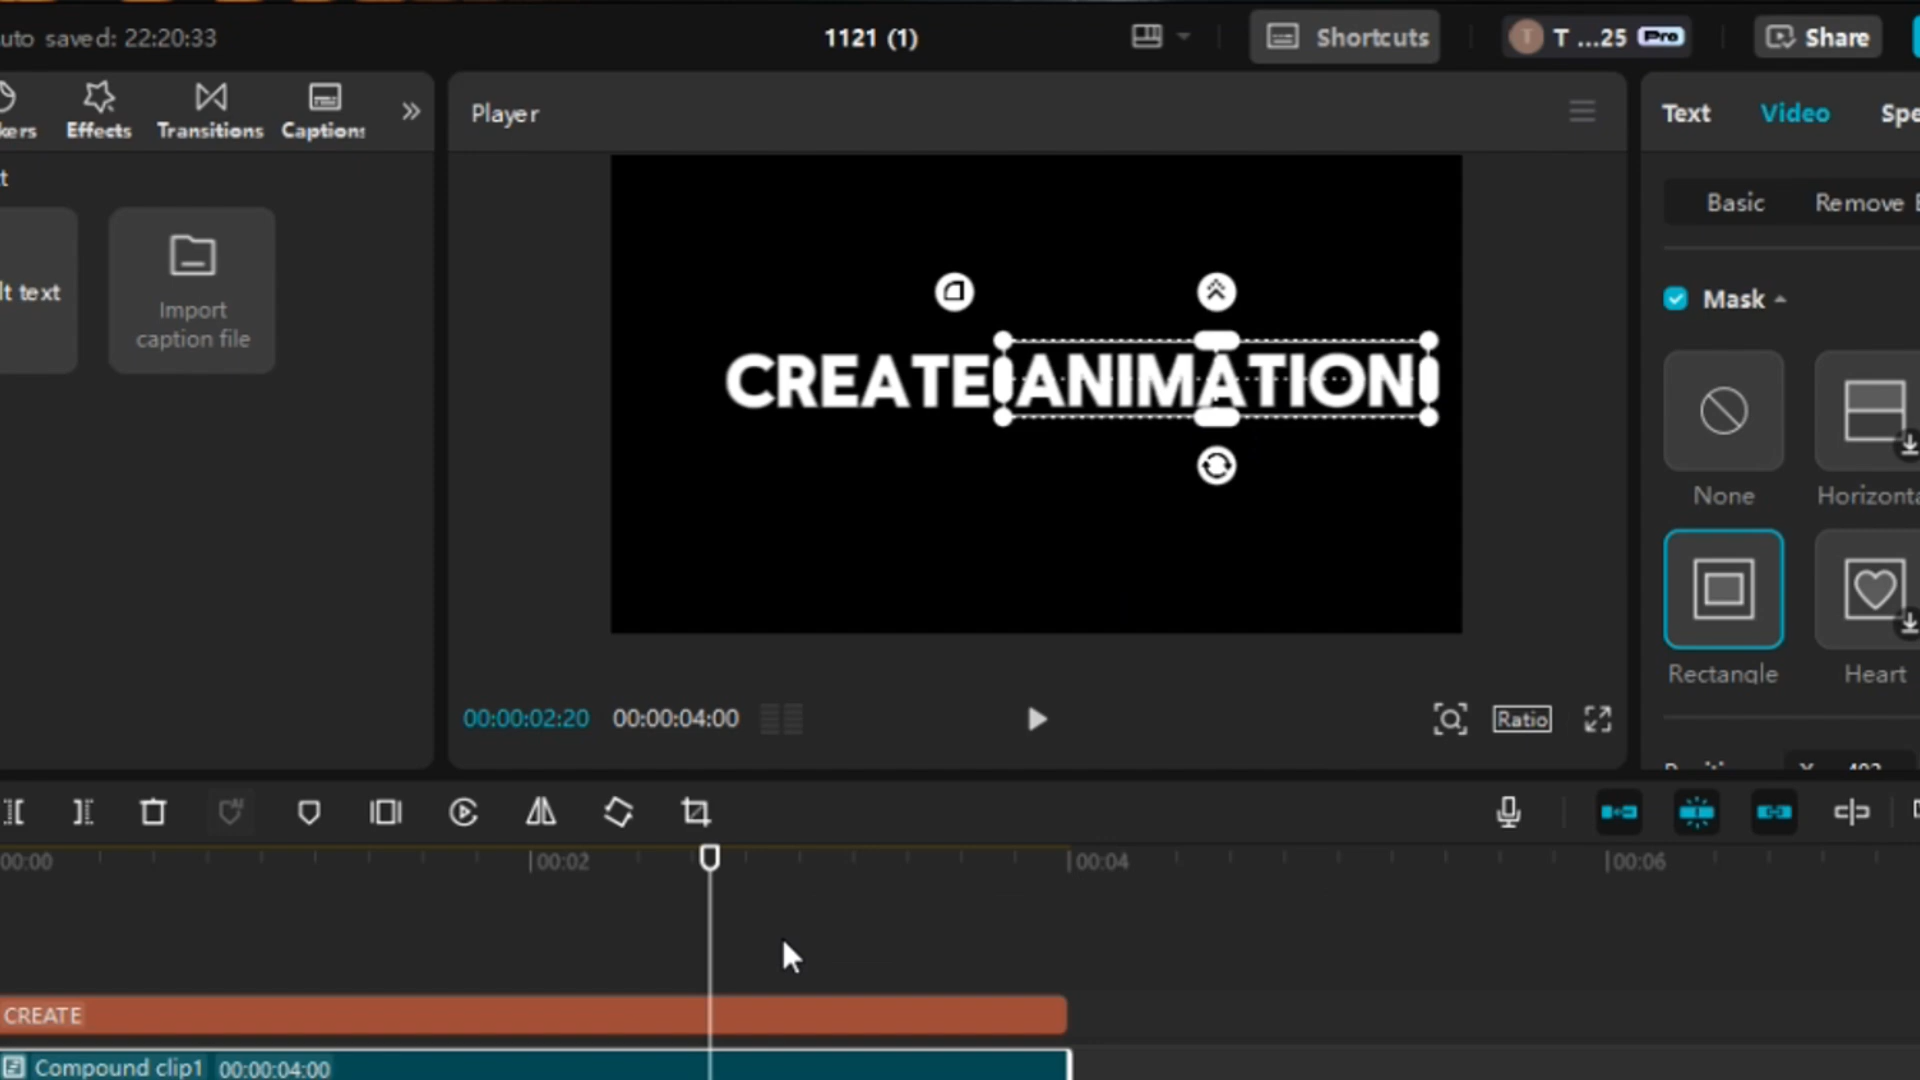 uto saved: 22:20:33
1121 (1)
Shortcuts
T ...25 Pro
Share
kers
Effects
Transitions
Captions
Player
Text
Video
Spe
t
Basic
Remove B
lt text
Import
caption file
Mask
CREATE ANIMATION
None
Horizonta
Rectangle
Heart
00:00:02:20
00:00:04:00
Ratio
00:00
00:02
00:04
00:06
CREATE
Compound clip1 00:00:04:00